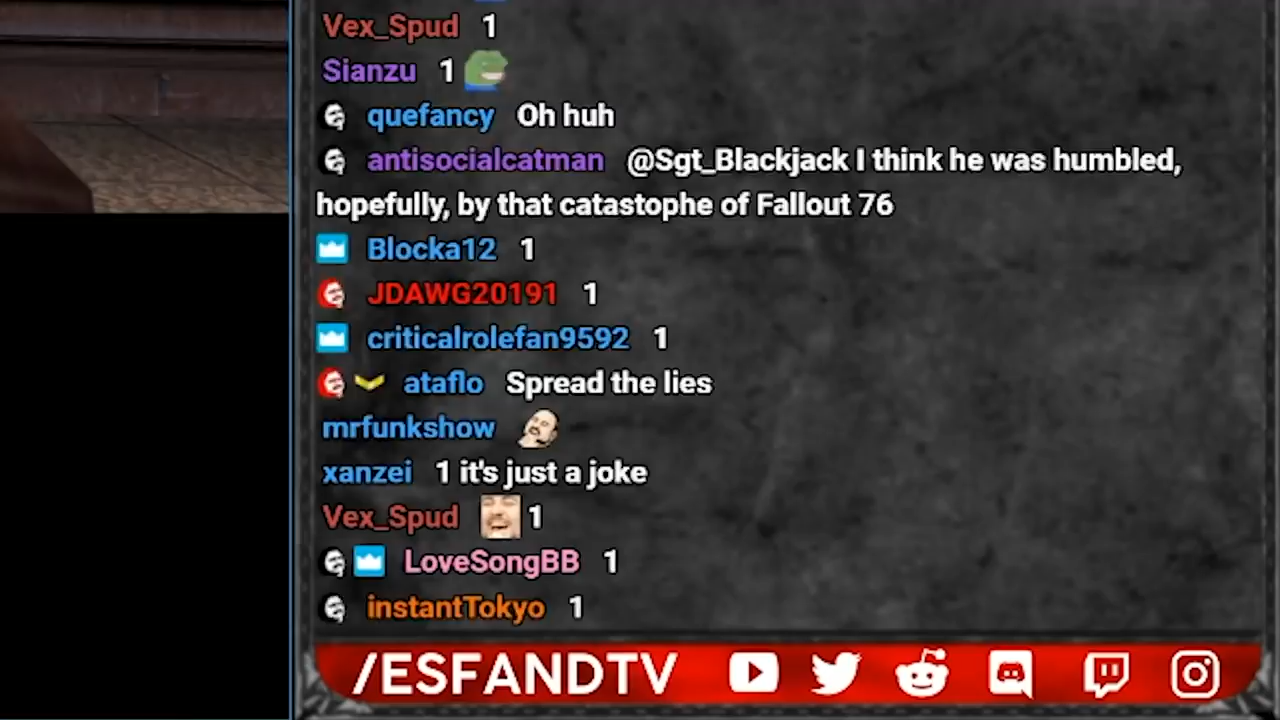 Vex_Spud 1
Sianzu 1
quefancy Oh huh
antisocialcatman @Sgt_Blackjack I think he was humbled,
hopefully, by that catastophe of Fallout 76
Blocka12 1
JDAWG20191 1
criticalrolefan9592 1
ataflo Spread the lies
mrfunkshow
xanzei 1 it's just a joke
Vex_Spud 1
LoveSongBB 1
instantTokyo 1
/ESFANDTV